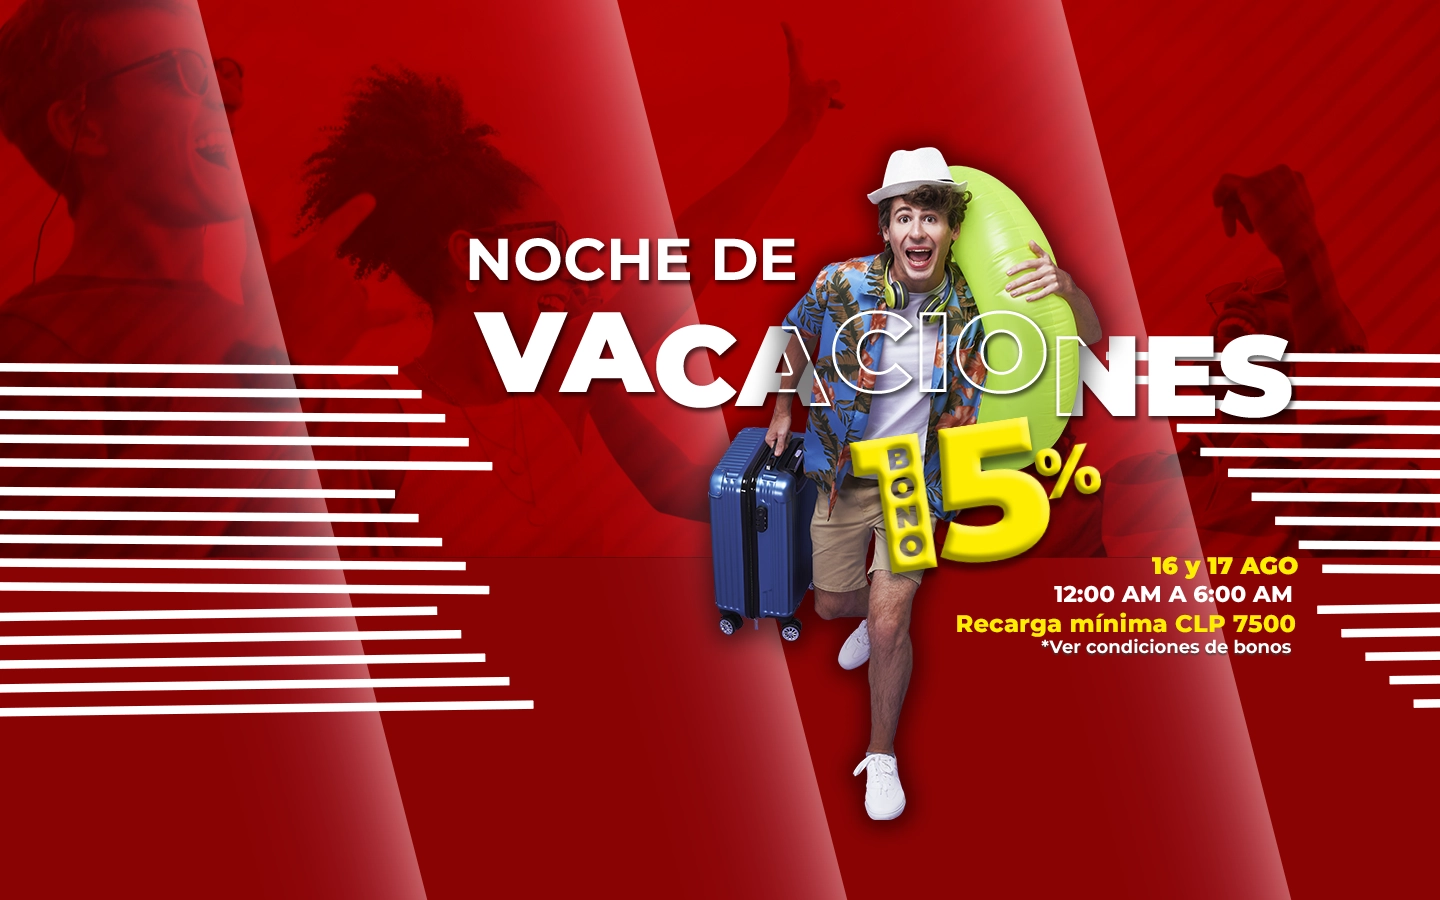 NOCHE DE
VACACIONES
BONO
15%
16 y 17 AGO
12:00 AM A 6:00 AM
Recarga mínima CLP 7500
*Ver condiciones de bonos